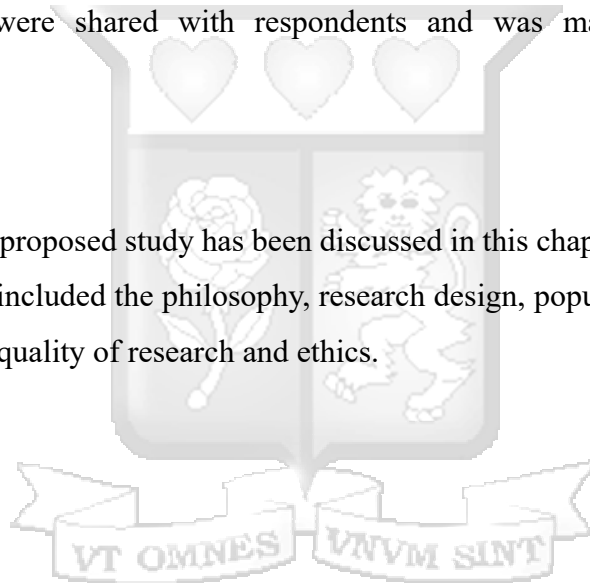 were shared with respondents and was ma
proposed study has been discussed in this chap
included the philosophy, research design, popu
quality of research and ethics.
VT OMNES VNVM SINT